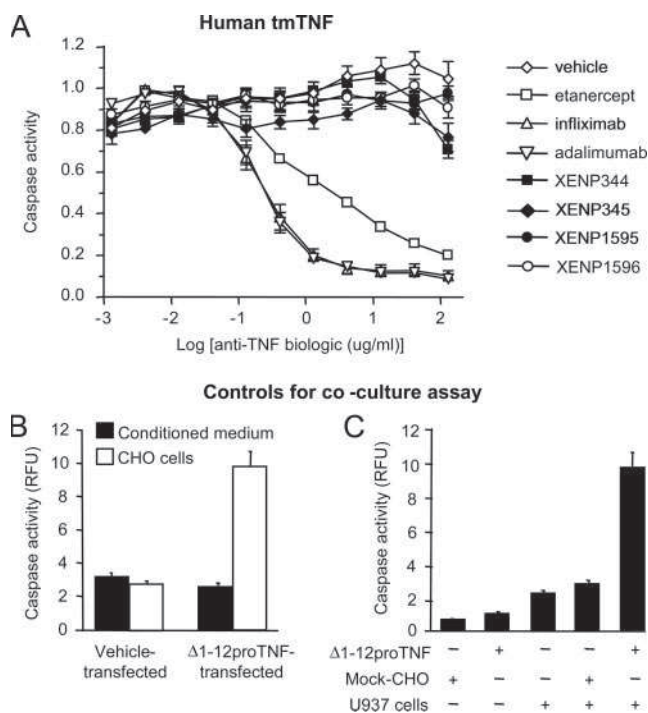 A
Human tmTNF
Caspase activity
1.2
1.0
0.8
0.6
0.4
0.2
0.0
-3 -2 -1 0 1 2
Log [anti-TNF biologic (ug/ml)]
vehicle
etanercept
infliximab
adalimumab
XENP344
XENP345
XENP1595
XENP1596
Controls for co -culture assay
B
Caspase activity (RFU)
12
10
8
6
4
2
0
Conditioned medium
CHO cells
Vehicle-
transfected
Δ1-12proTNF-
transfected
C
Caspase activity (RFU)
12
10
8
6
4
2
0
Δ1-12proTNF − + − − +
Mock-CHO + − − + −
U937 cells − − + + +